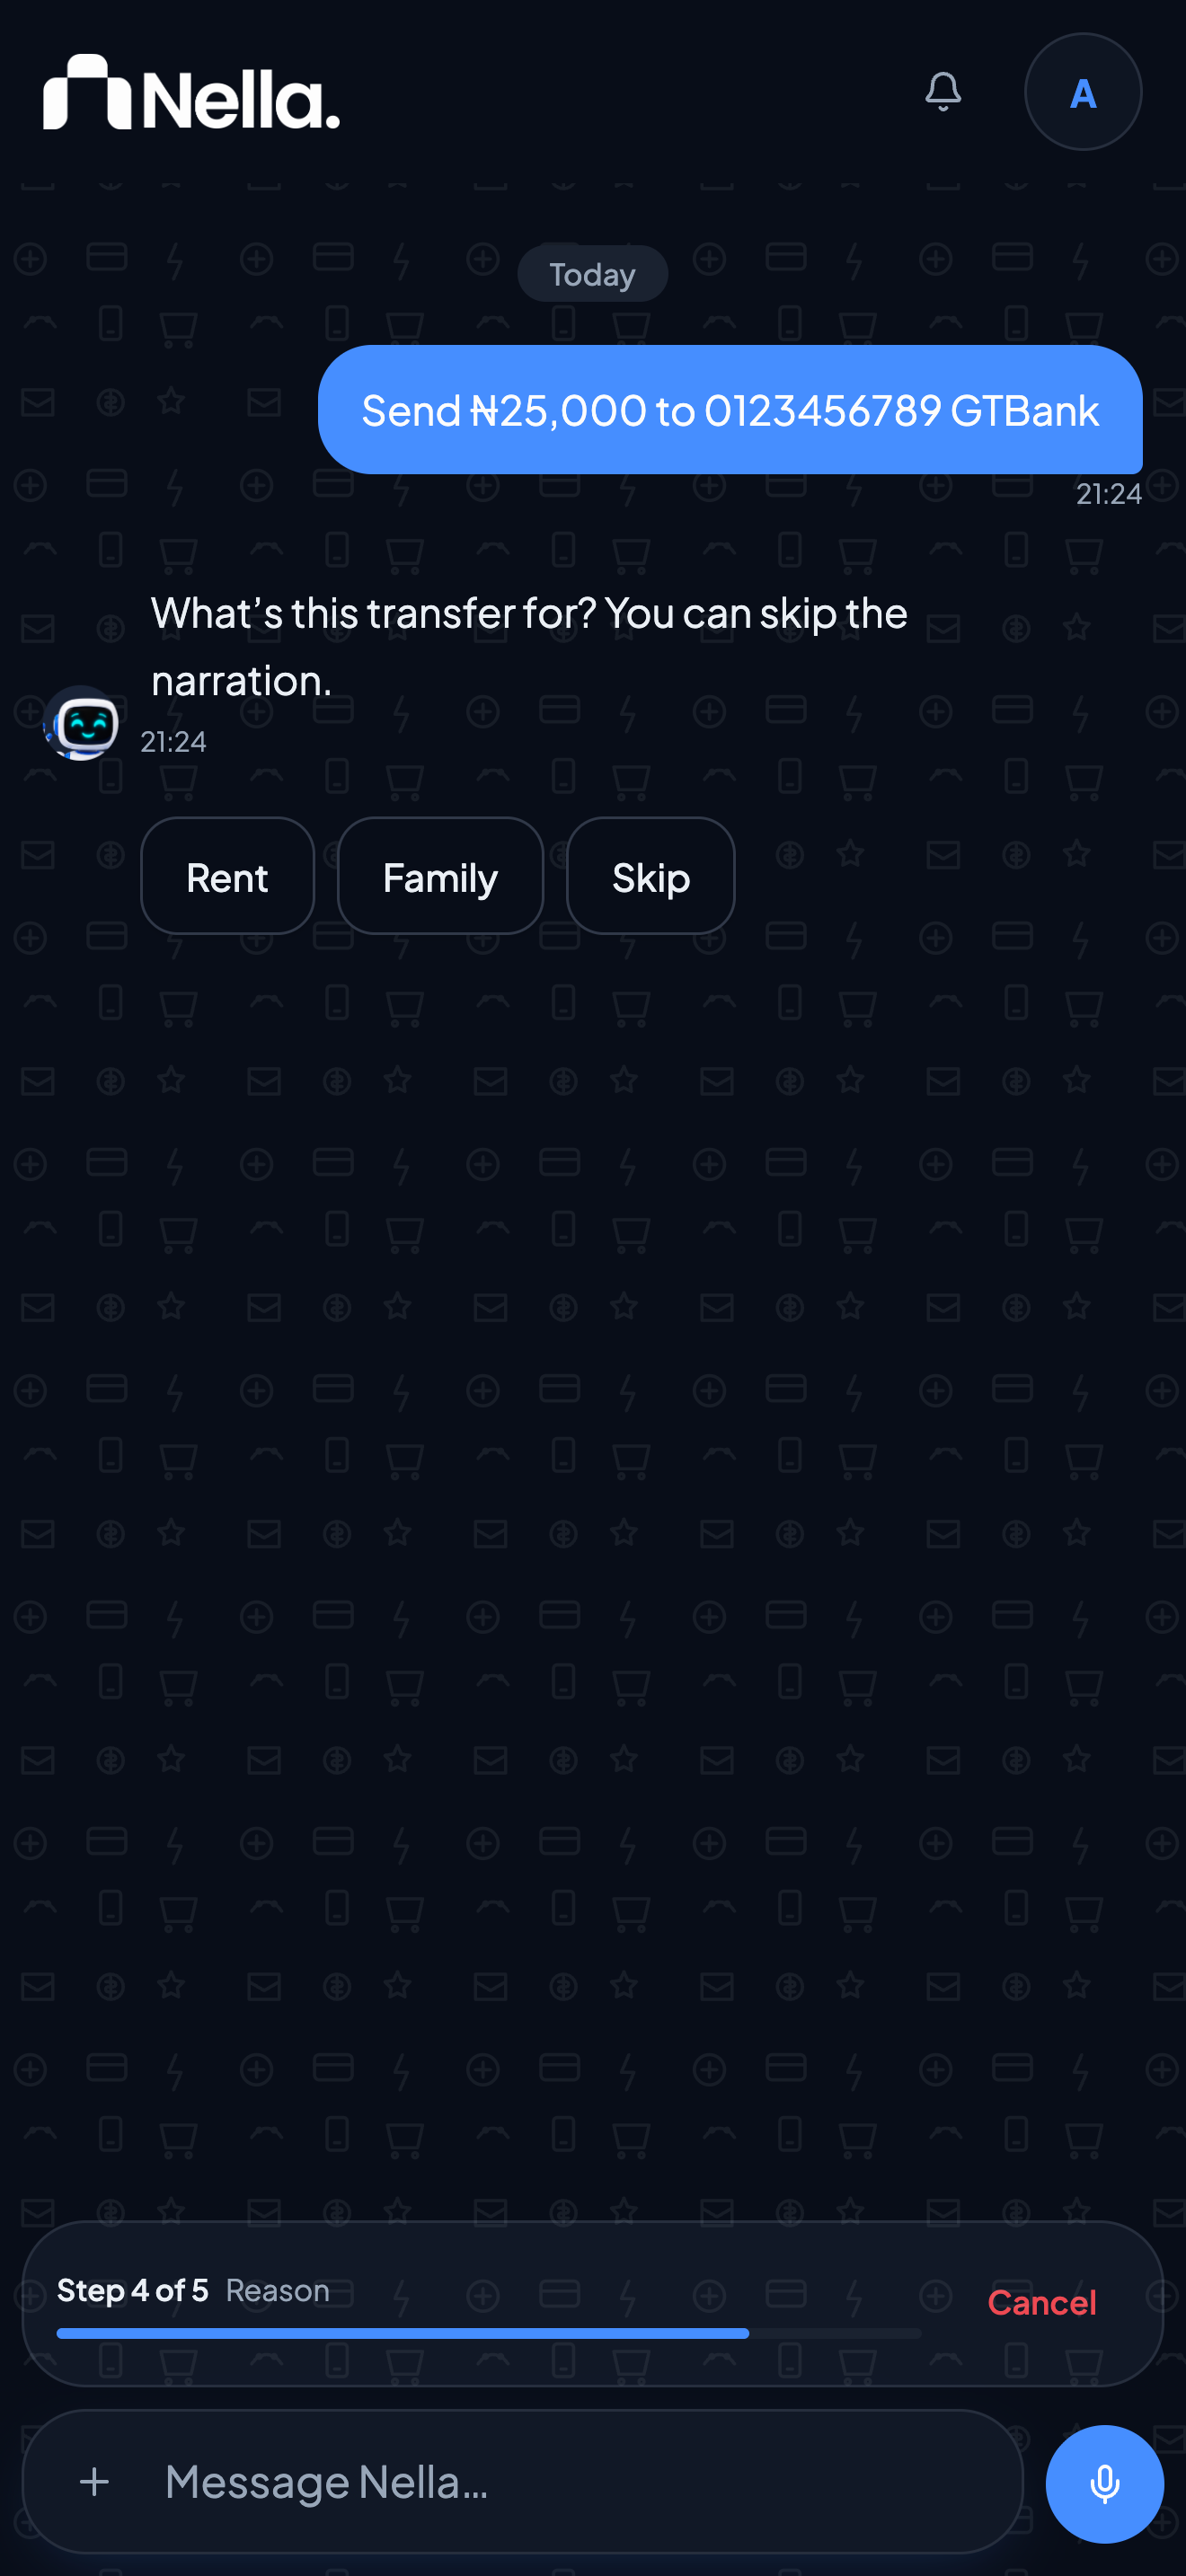 Nella.
A
Today
Send ₦25,000 to 0123456789 GTBank
21:24
What’s this transfer for? You can skip the
narration.
21:24
Rent
Family
Skip
Step 4 of 5 Reason
Cancel
Message Nella...